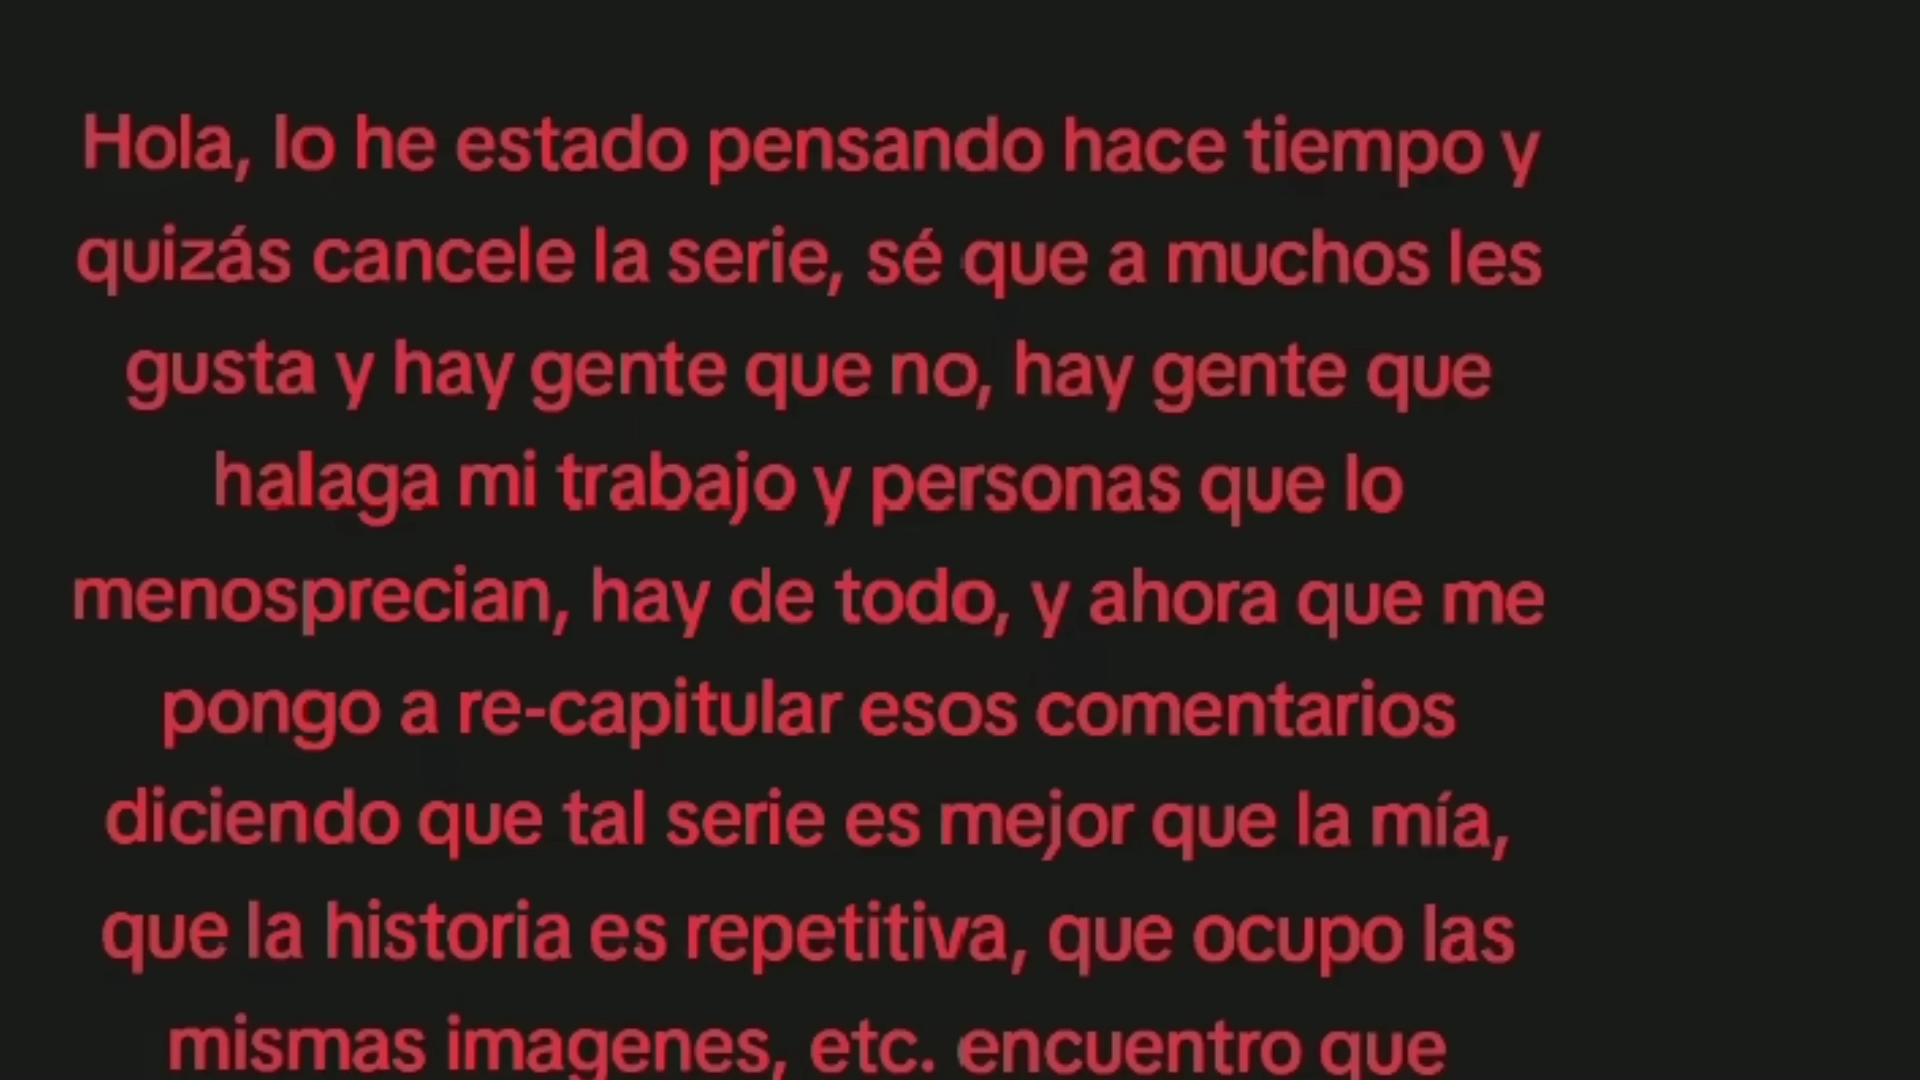 Hola, lo he estado pensando hace tiempo y
quizás cancele la serie, sé que a muchos les
gusta y hay gente que no, hay gente que
halaga mi trabajo y personas que lo
menosprecian, hay de todo, y ahora que me
pongo a re-capitular esos comentarios
diciendo que tal serie es mejor que la mía,
que la historia es repetitiva, que ocupo las
mismas imagenes, etc. encuentro que